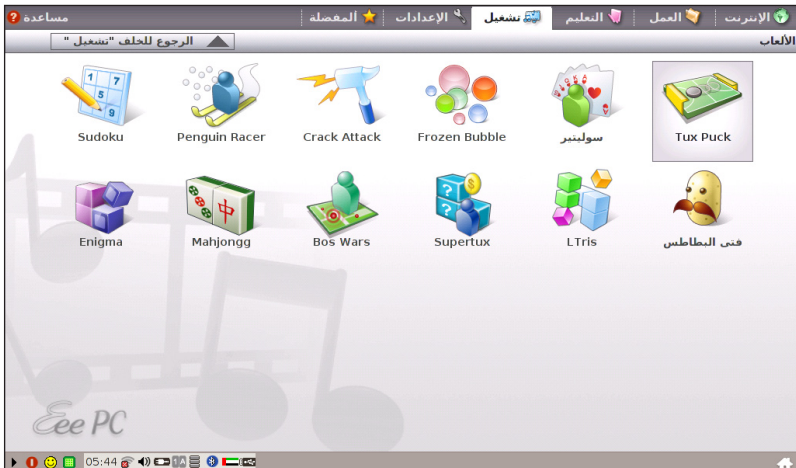 الإنترنت العمل التعليم تشغيل الإعدادات ألمفضلة مساعدة ?
الألعاب الرجوع للخلف "تشغيل "
Tux Puck سوليتير Frozen Bubble Crack Attack Penguin Racer Sudoku
فتى البطاطس LTris Supertux Bos Wars Mahjongg Enigma
Eee PC
05:44